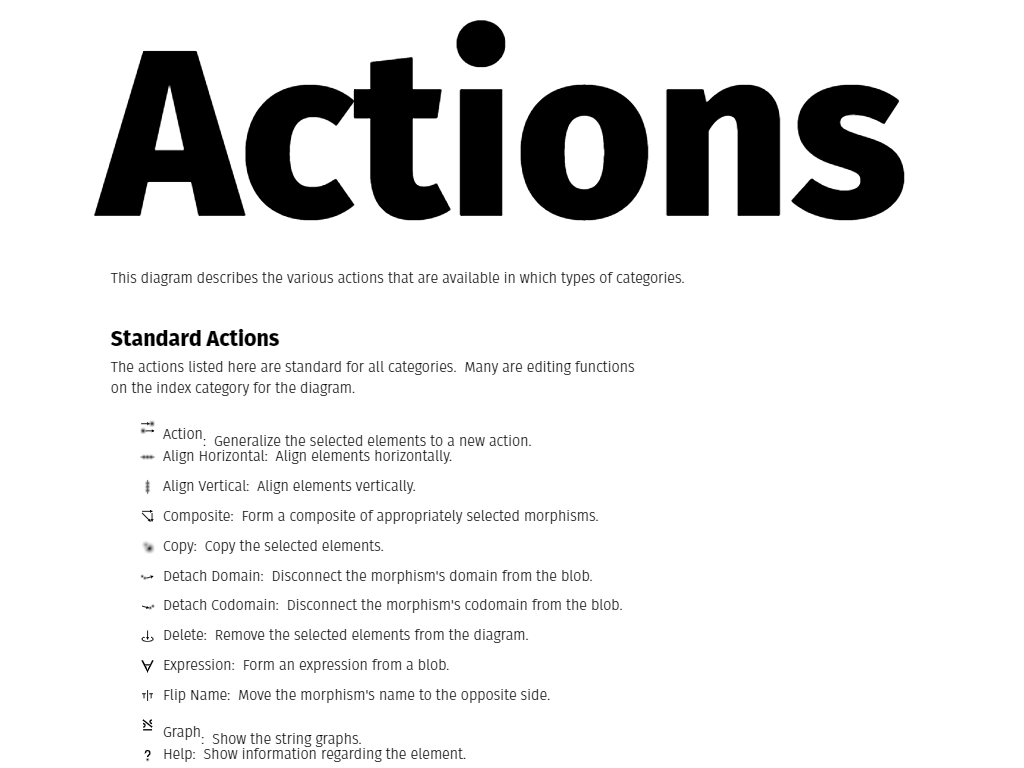 Actions
This diagram describes the various actions that are available in which types of categories.
Standard Actions
The actions listed here are standard for all categories.  Many are editing functions
on the index category for the diagram.
Action:  Generalize the selected elements to a new action.
Align Horizontal:  Align elements horizontally.
Align Vertical:  Align elements vertically.
Composite:  Form a composite of appropriately selected morphisms.
Copy:  Copy the selected elements.
Detach Domain:  Disconnect the morphism's domain from the blob.
Detach Codomain:  Disconnect the morphism's codomain from the blob.
Delete:  Remove the selected elements from the diagram.
Expression:  Form an expression from a blob.
Flip Name:  Move the morphism's name to the opposite side.
Graph:  Show the string graphs.
? Help:  Show information regarding the element.